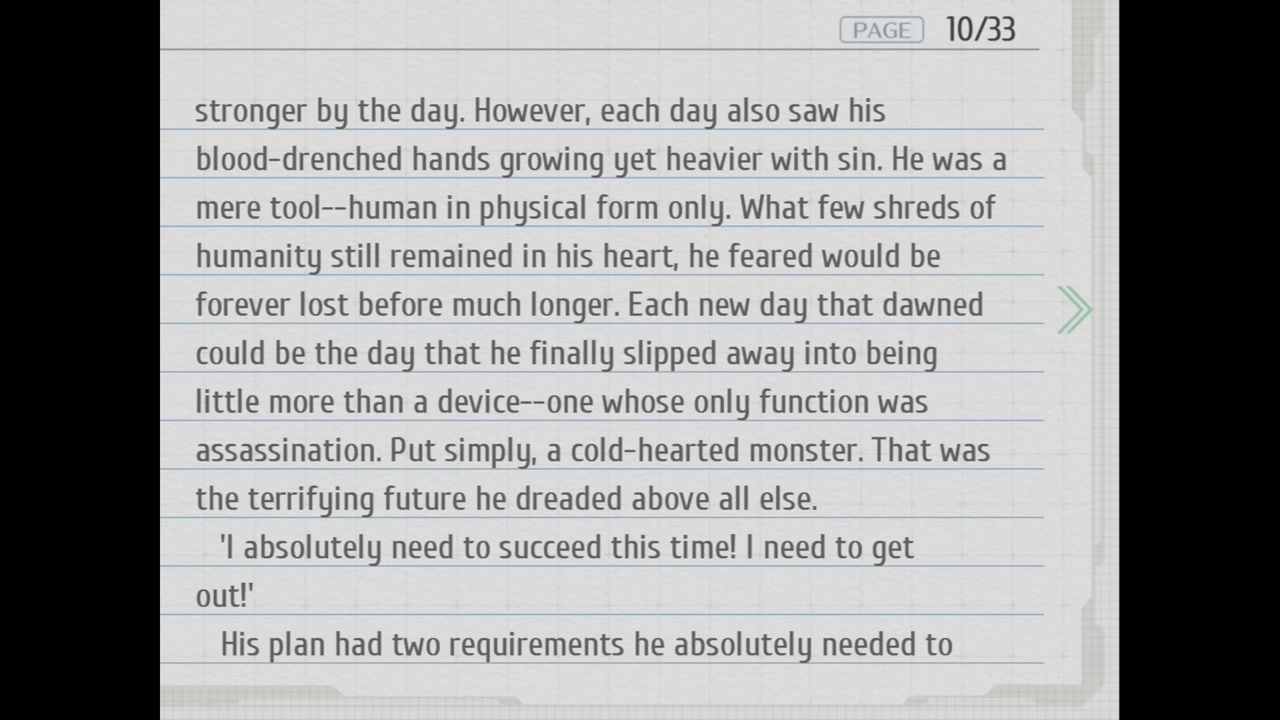 PAGE 10/33
stronger by the day. However, each day also saw his
blood-drenched hands growing yet heavier with sin. He was a
mere tool--human in physical form only. What few shreds of
humanity still remained in his heart, he feared would be
forever lost before much longer. Each new day that dawned
could be the day that he finally slipped away into being
little more than a device--one whose only function was
assassination. Put simply, a cold-hearted monster. That was
the terrifying future he dreaded above all else.
'I absolutely need to succeed this time! I need to get
out!'
His plan had two requirements he absolutely needed to